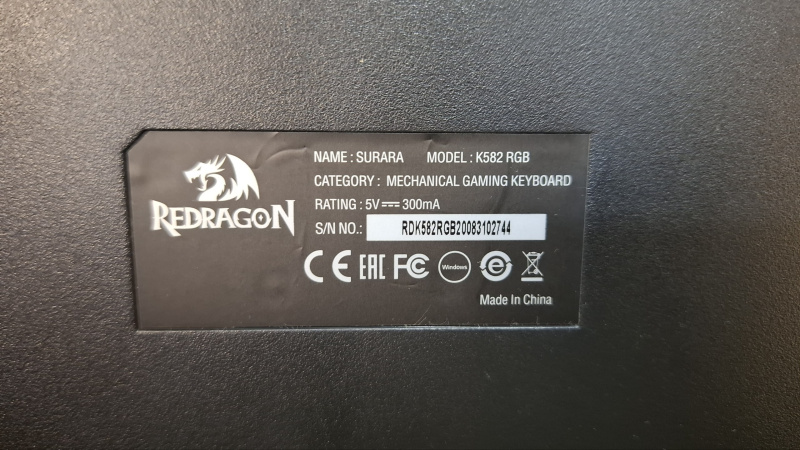 REDRAGON
NAME : SURARA MODEL : K582 RGB
CATEGORY : MECHANICAL GAMING KEYBOARD
RATING : 5V⎓300mA
S/N NO.: RDK582RGB20083102744
CE EAC FC Windows e
Made In China